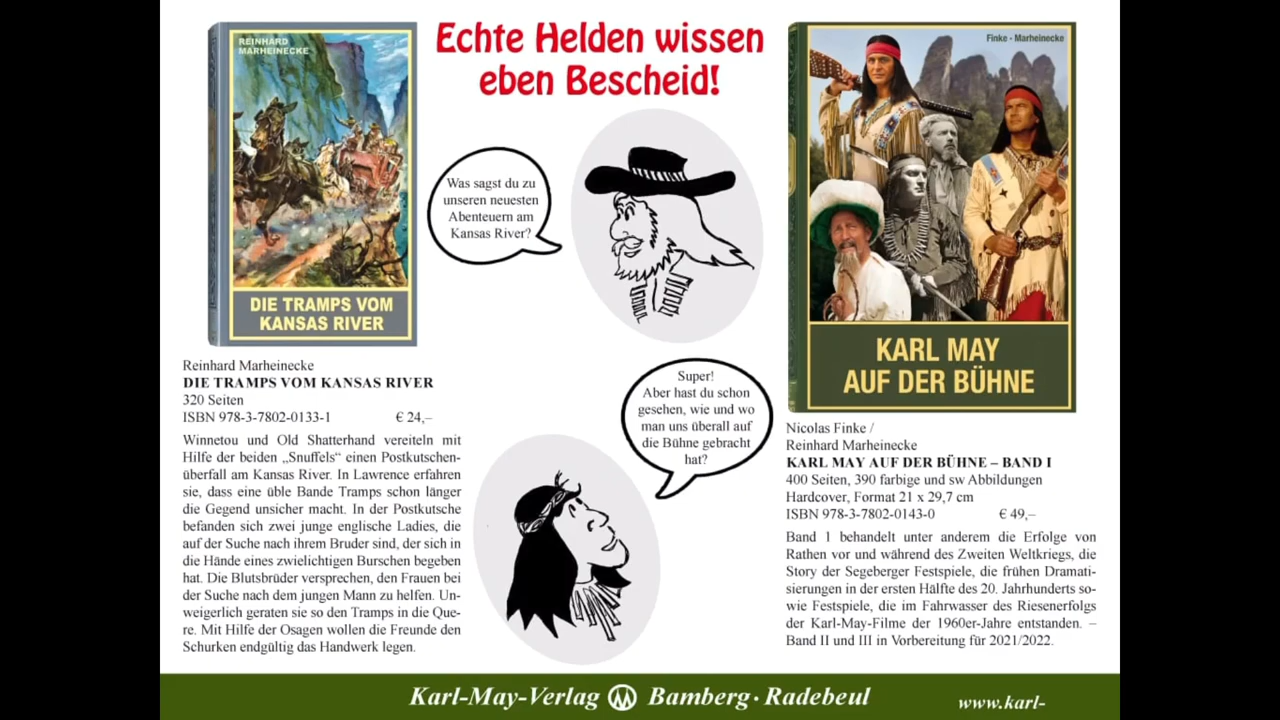 REINHARD
MARHEINECKE
DIE TRAMPS VOM
KANSAS RIVER
Reinhard Marheinecke
DIE TRAMPS VOM KANSAS RIVER
320 Seiten
ISBN 978-3-7802-0133-1 € 24,–
Winnetou und Old Shatterhand vereiteln mit
Hilfe der beiden „Snuffels“ einen Postkutschen-
überfall am Kansas River. In Lawrence erfahren
sie, dass eine üble Bande Tramps schon länger
die Gegend unsicher macht. In der Postkutsche
befanden sich zwei junge englische Ladies, die
auf der Suche nach ihrem Bruder sind, der sich in
die Hände eines zwielichtigen Burschen begeben
hat. Die Blutsbrüder versprechen, den Frauen bei
der Suche nach dem jungen Mann zu helfen. Un-
weigerlich geraten sie so den Tramps in die Que-
re. Mit Hilfe der Osagen wollen die Freunde den
Schurken endgültig das Handwerk legen.
Echte Helden wissen
eben Bescheid!
Was sagst du zu
unseren neuesten
Abenteuern am
Kansas River?
Super!
Aber hast du schon
gesehen, wie und wo
man uns überall auf
die Bühne gebracht
hat?
Finke · Marheinecke
KARL MAY
AUF DER BÜHNE
Nicolas Finke /
Reinhard Marheinecke
KARL MAY AUF DER BÜHNE – BAND I
400 Seiten, 390 farbige und sw Abbildungen
Hardcover, Format 21 x 29,7 cm
ISBN 978-3-7802-0143-0 € 49,–
Band 1 behandelt unter anderem die Erfolge von
Rathen vor und während des Zweiten Weltkriegs, die
Story der Segeberger Festspiele, die frühen Dramati-
sierungen in der ersten Hälfte des 20. Jahrhunderts so-
wie Festspiele, die im Fahrwasser des Riesenerfolgs
der Karl-May-Filme der 1960er-Jahre entstanden. –
Band II und III in Vorbereitung für 2021/2022.
Karl-May-Verlag Bamberg · Radebeul
www.karl-